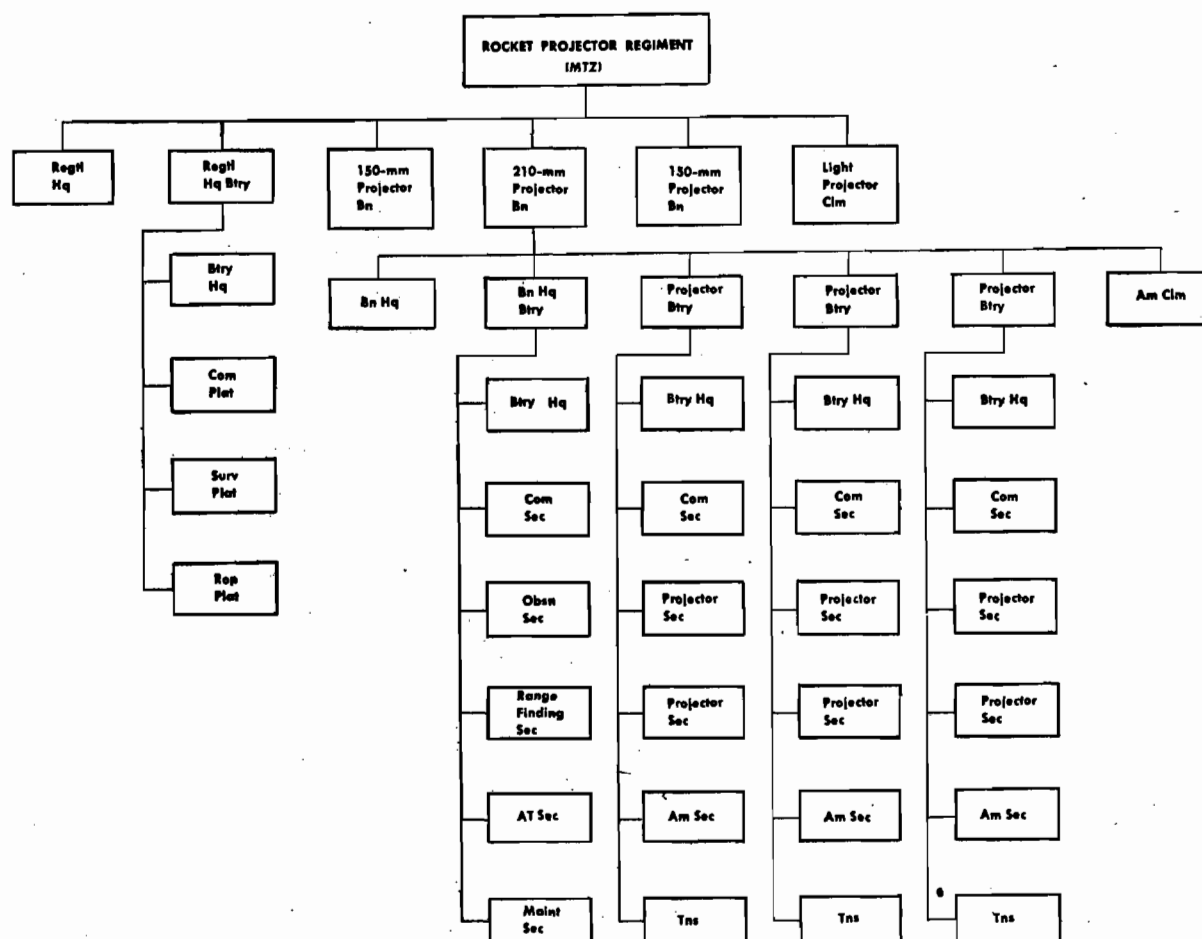 ROCKET PROJECTOR REGIMENT
(MTZ)
Regtl
Hq
Regtl
Hq Btry
150-mm
Projector
Bn
210-mm
Projector
Bn
150-mm
Projector
Bn
Light
Projector
Clm
Btry
Hq
Com
Plat
Surv
Plat
Rop
Plat
Bn Hq
Bn Hq
Btry
Projector
Btry
Projector
Btry
Projector
Btry
Am Clm
Btry Hq
Com
Sec
Obsn
Sec
Range
Finding
Sec
AT Sec
Maint
Sec
Btry Hq
Com
Sec
Projector
Sec
Projector
Sec
Am Sec
Tns
Btry Hq
Com
Sec
Projector
Sec
Projector
Sec
Am Sec
Tns
Btry Hq
Com
Sec
Projector
Sec
Projector
Sec
Am Sec
Tns